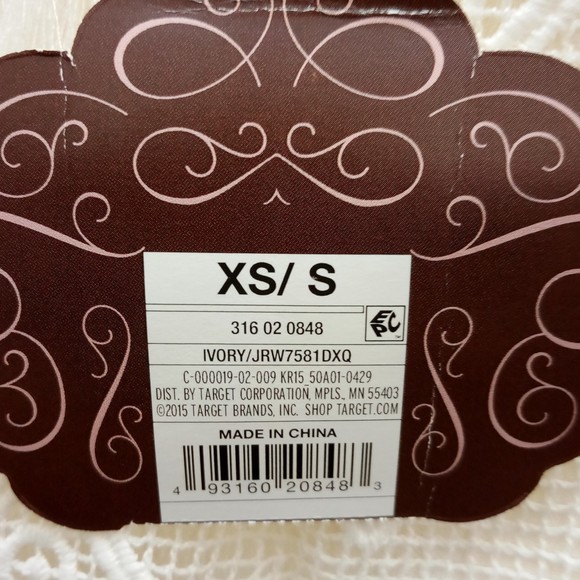 XS/ S
316 02 0848
EPC
IVORY/JRW7581DXQ
C-000019-02-009 KR15_50A01-0429
DIST. BY TARGET CORPORATION, MPLS., MN 55403
©2015 TARGET BRANDS, INC. SHOP TARGET.COM
MADE IN CHINA
4 93160 20848 3